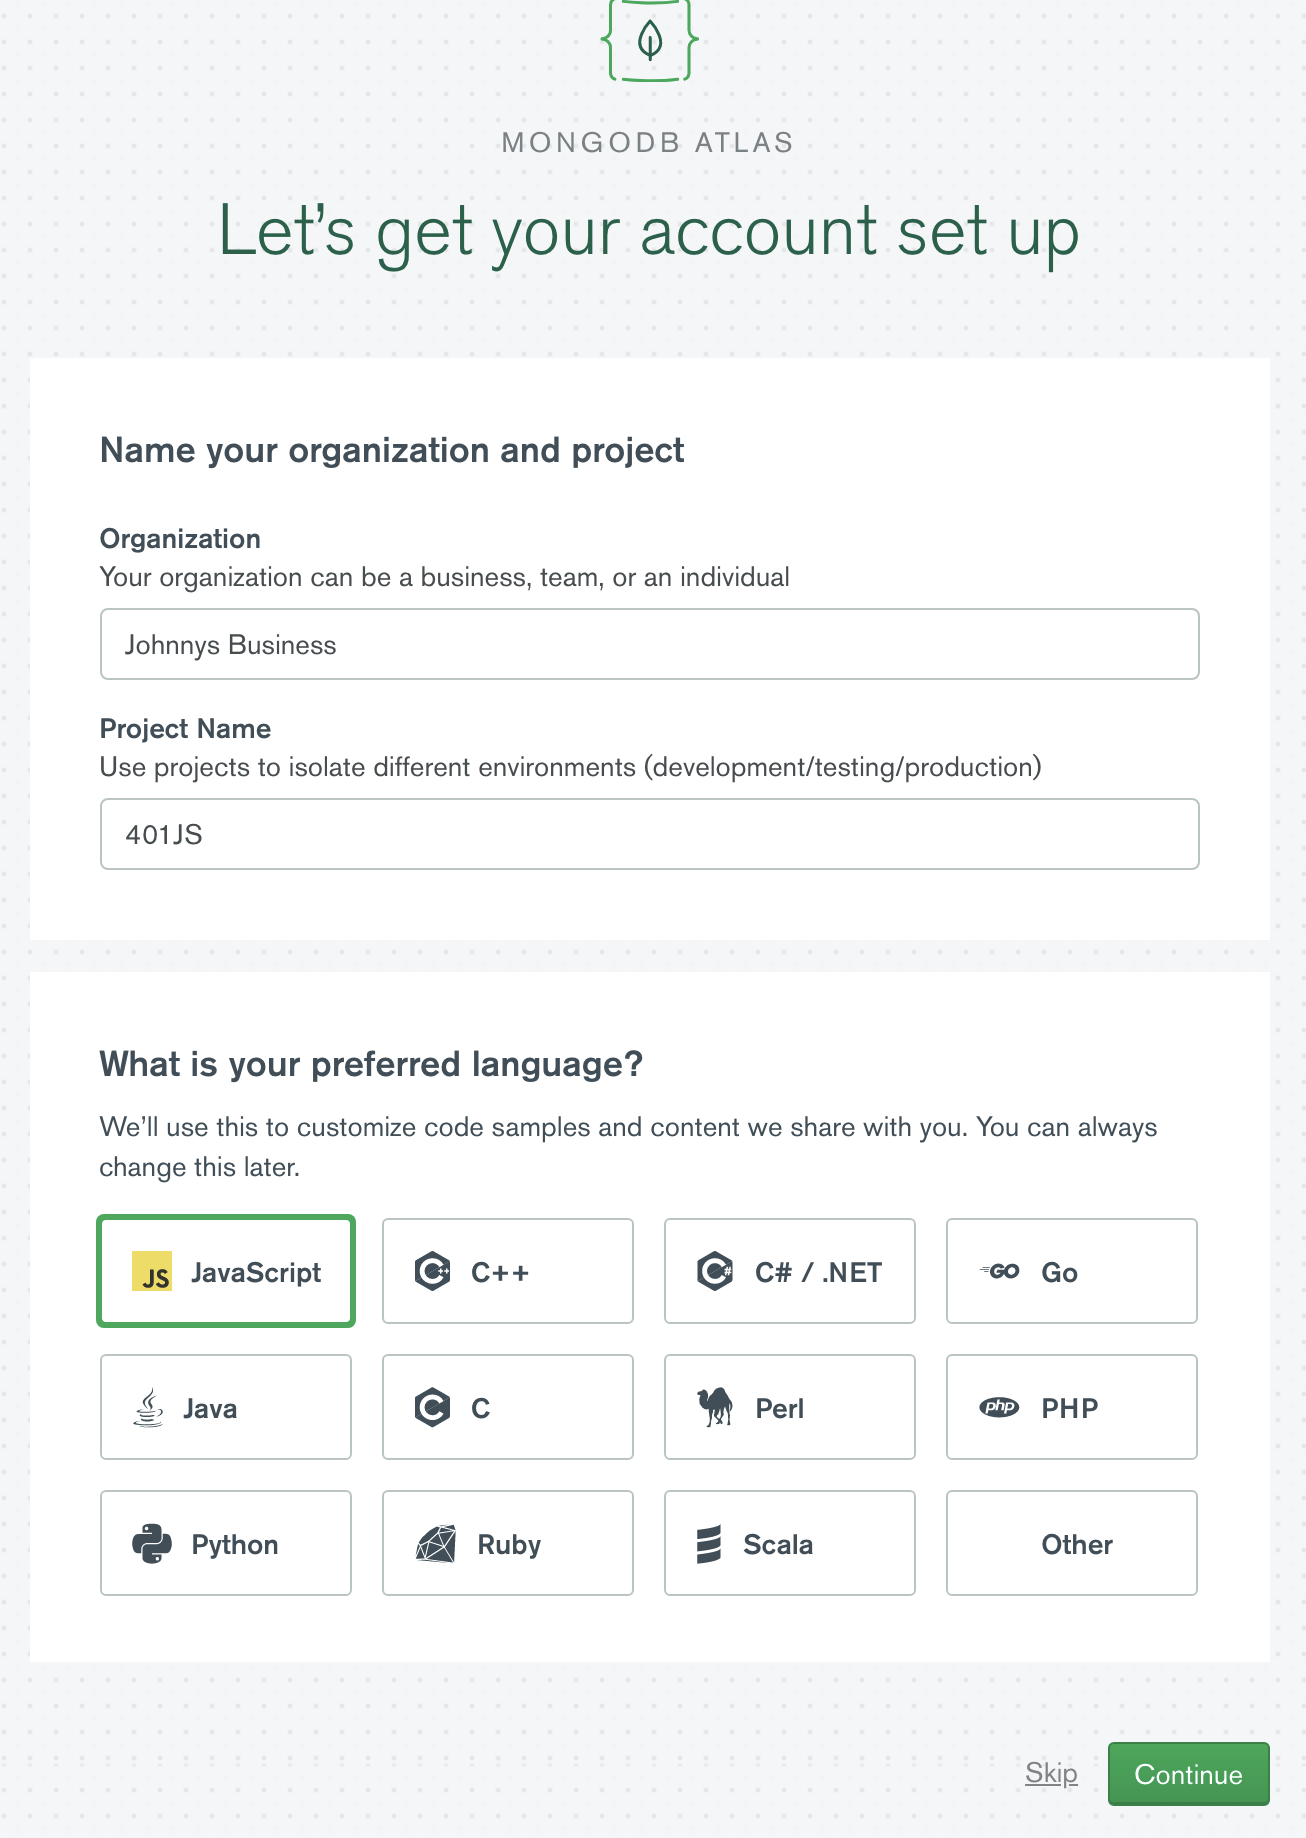 MONGODB ATLAS
Let's get your account set up
Name your organization and project
Organization
Your organization can be a business, team, or an individual
Johnnys Business
Project Name
Use projects to isolate different environments (development/testing/production)
401JS
What is your preferred language?
We'll use this to customize code samples and content we share with you. You can always
change this later.
JS JavaScript
C++ C++
C# C# / .NET
GO Go
Java
C C
Perl
php PHP
Python
Ruby
Scala
Other
Skip
Continue